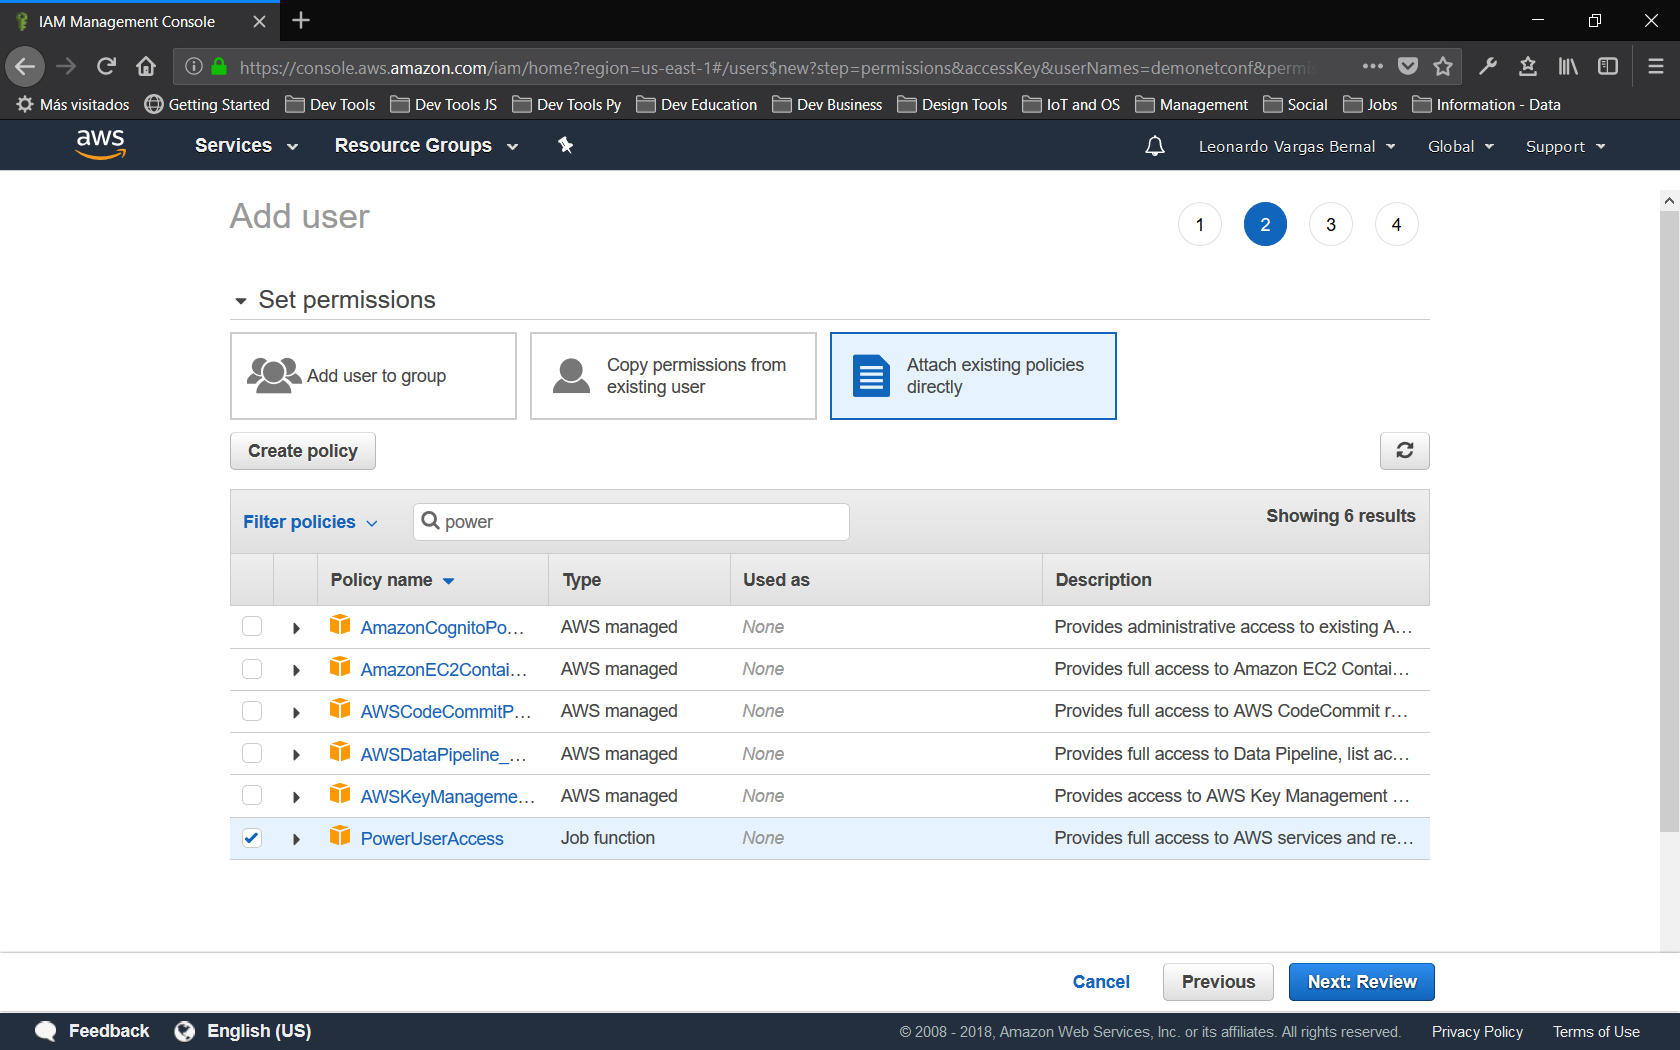 IAM Management Console
https://console.aws.amazon.com/iam/home?region=us-east-1#/users$new?step=permissions&accessKey&userNames=demonetconf&permis
Más visitados Getting Started Dev Tools Dev Tools JS Dev Tools Py Dev Education Dev Business Design Tools IoT and OS Management Social Jobs Information - Data
aws Services Resource Groups Leonardo Vargas Bernal Global Support
Add user 1 2 3 4
Set permissions
Add user to group
Copy permissions from
existing user
Attach existing policies
directly
Create policy
Filter policies power Showing 6 results
Policy name Type Used as Description
AmazonCognitoPo... AWS managed None Provides administrative access to existing A...
AmazonEC2Contai... AWS managed None Provides full access to Amazon EC2 Contai...
AWSCodeCommitP... AWS managed None Provides full access to AWS CodeCommit r...
AWSDataPipeline_... AWS managed None Provides full access to Data Pipeline, list ac...
AWSKeyManageme... AWS managed None Provides access to AWS Key Management ...
PowerUserAccess Job function None Provides full access to AWS services and re...
Cancel Previous Next: Review
Feedback English (US) © 2008 - 2018, Amazon Web Services, Inc. or its affiliates. All rights reserved. Privacy Policy Terms of Use